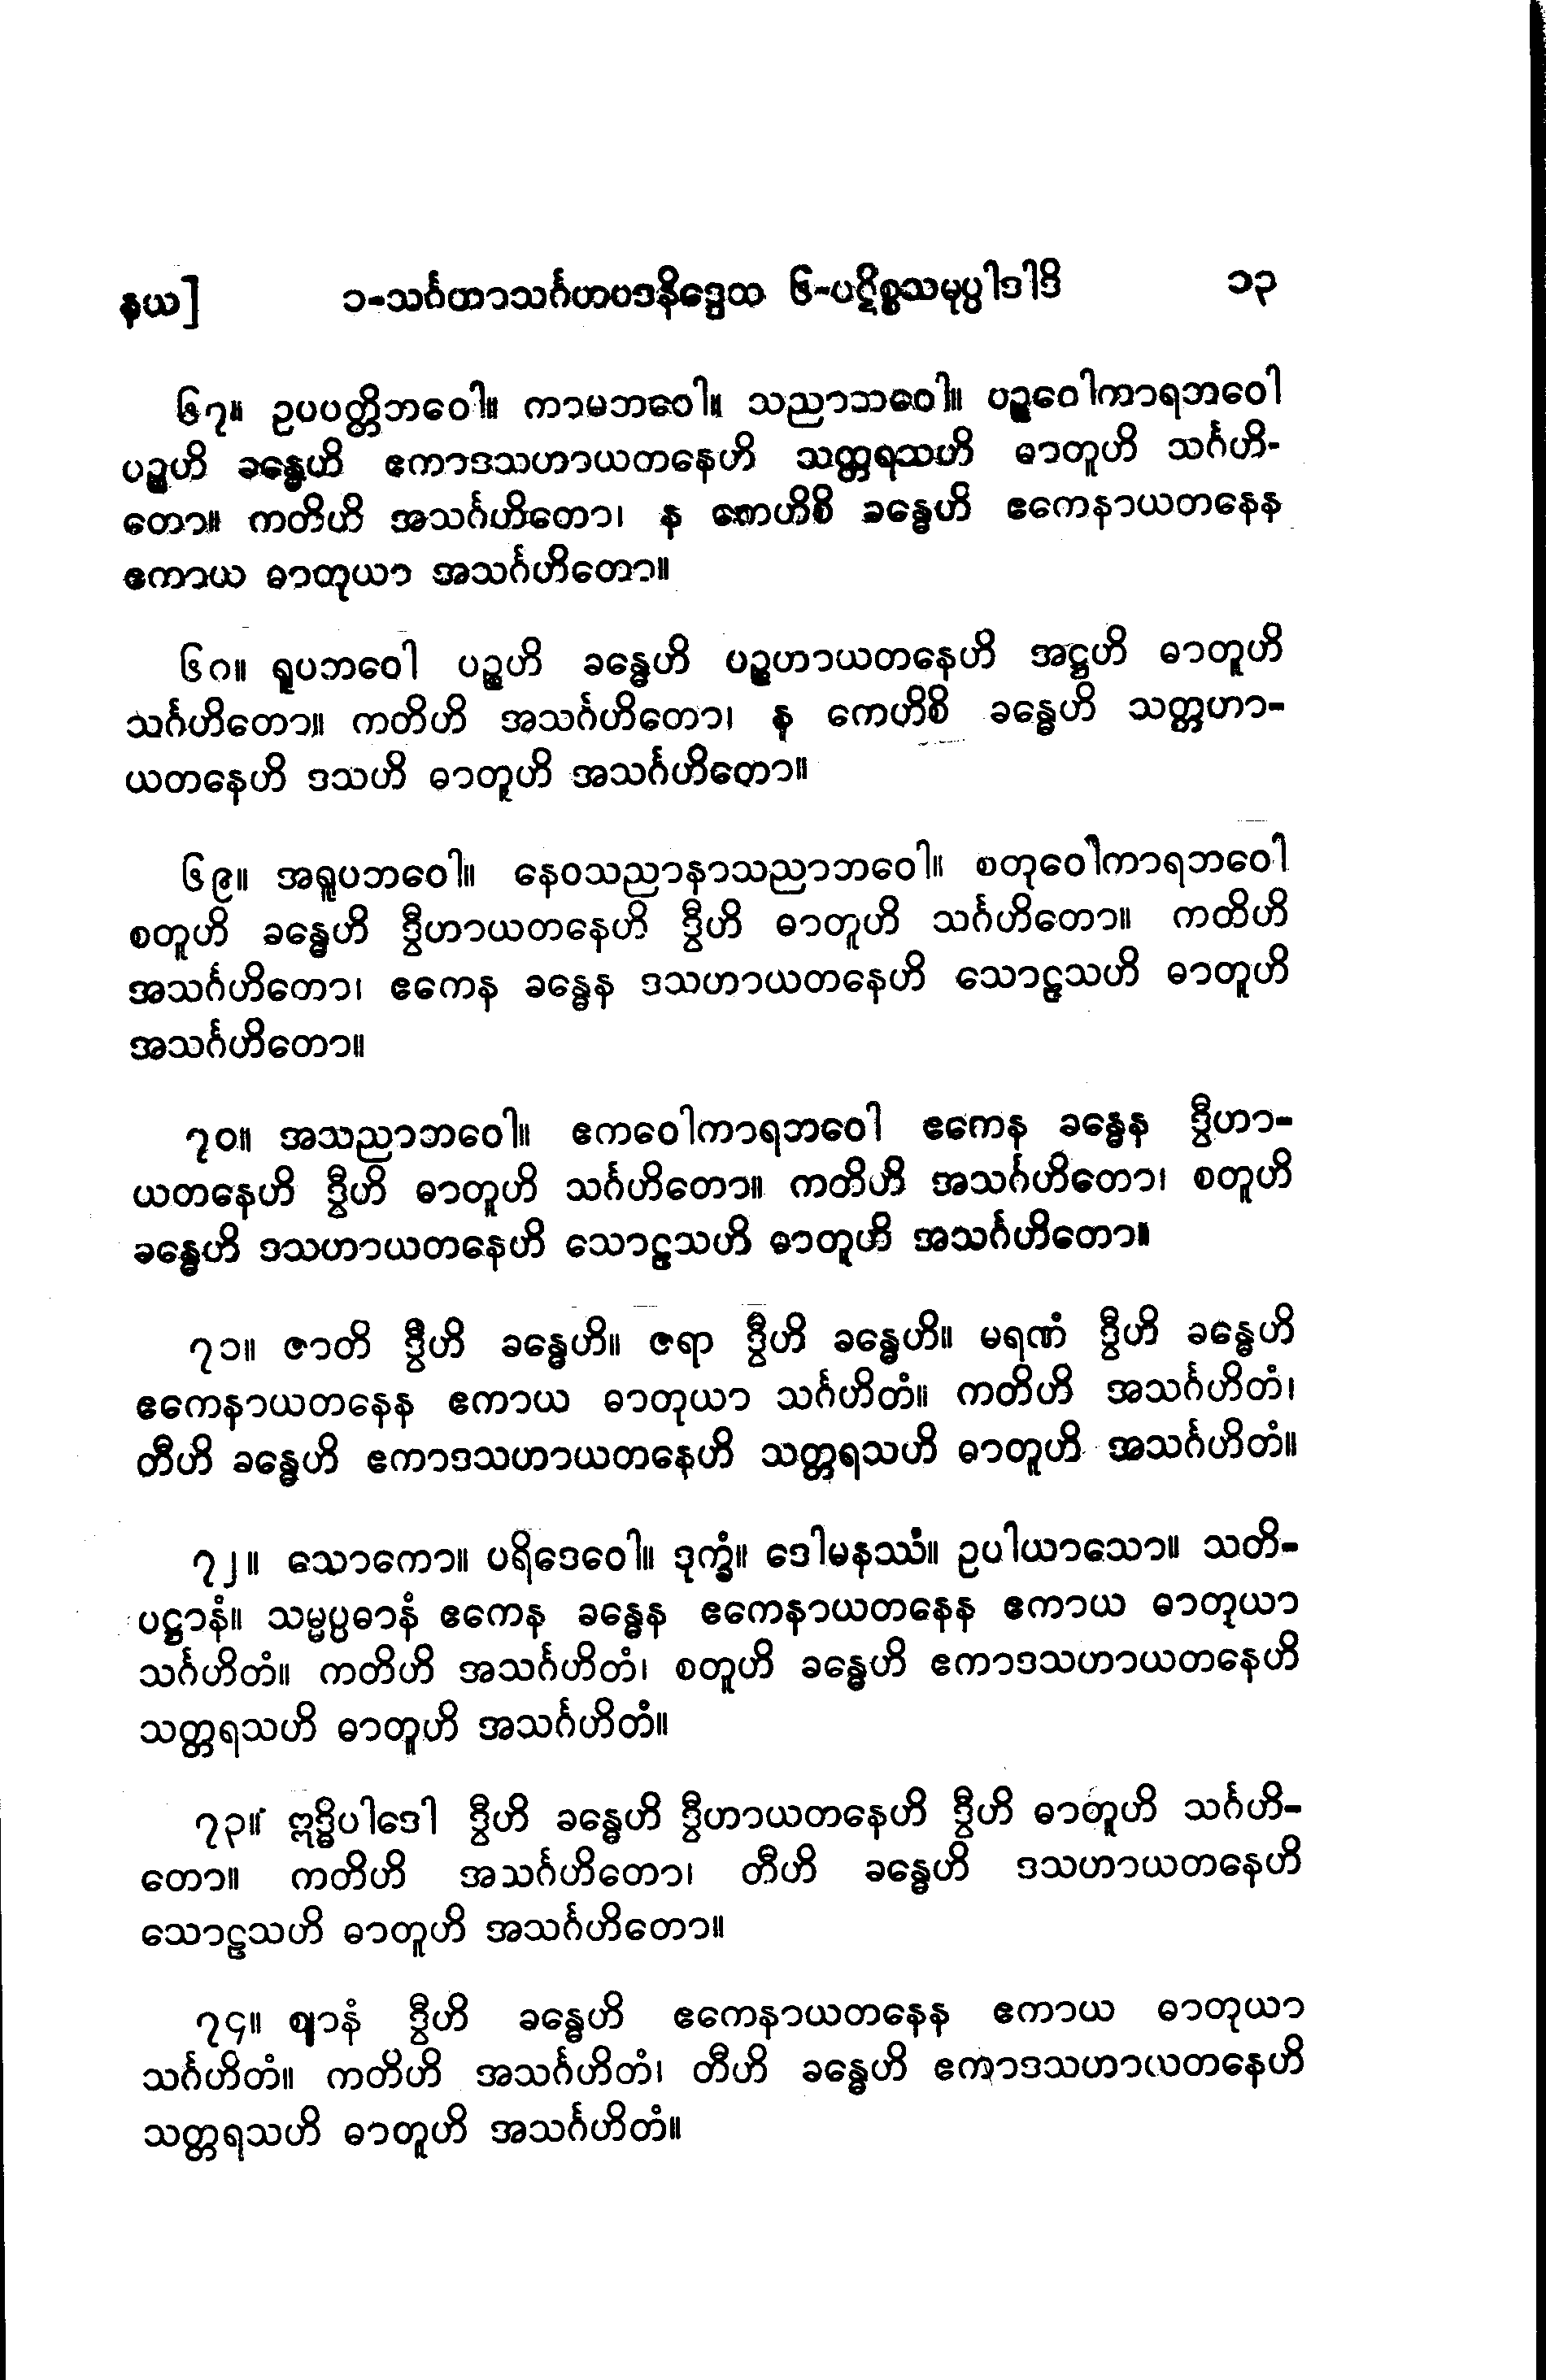 နယ] ၁-သင်္ဂဟာသင်္ဂဟပဒနိဒ္ဒေသ ၆-ပဋိစ္စသမုပ္ပါဒါဒိ ၁၃
၆၇။ ဥပပတ္တိဘဝေါ။ ကာမဘဝေါ။ သညာဘဝေါ။ ပဉ္စဝေါကာရဘဝေါ
ပဉ္စဟိ ခန္ဓေဟိ ဧကာဒသဟာယတနေဟိ သတ္တရသဟိ ဓာတူဟိ သင်္ဂဟိ-
တော။ ကတိဟိ အသင်္ဂဟိတော၊ န ကေဟိစိ ခန္ဓေဟိ ဧကေနာယတနေန
ဧကာယ ဓာတုယာ အသင်္ဂဟိတော။
၆၈။ ရူပဘဝေါ ပဉ္စဟိ ခန္ဓေဟိ ပဉ္စဟာယတနေဟိ အဋ္ဌဟိ ဓာတူဟိ
သင်္ဂဟိတော။ ကတိဟိ အသင်္ဂဟိတော၊ န ကေဟိစိ ခန္ဓေဟိ သတ္တဟာ-
ယတနေဟိ ဒသဟိ ဓာတူဟိ အသင်္ဂဟိတော။
၆၉။ အရူပဘဝေါ။ နေဝသညာနာသညာဘဝေါ။ စတုဝေါကာရဘဝေါ
စတူဟိ ခန္ဓေဟိ ဒွီဟာယတနေဟိ ဒွီဟိ ဓာတူဟိ သင်္ဂဟိတော။ ကတိဟိ
အသင်္ဂဟိတော၊ ဧကေန ခန္ဓေန ဒသဟာယတနေဟိ သောဠသဟိ ဓာတူဟိ
အသင်္ဂဟိတော။
၇၀။ အသညာဘဝေါ။ ဧကဝေါကာရဘဝေါ ဧကေန ခန္ဓေန ဒွီဟာ-
ယတနေဟိ ဒွီဟိ ဓာတူဟိ သင်္ဂဟိတော။ ကတိဟိ အသင်္ဂဟိတော၊ စတူဟိ
ခန္ဓေဟိ ဒသဟာယတနေဟိ သောဠသဟိ ဓာတူဟိ အသင်္ဂဟိတော။
၇၁။ ဇာတိ ဒွီဟိ ခန္ဓေဟိ။ ဇရာ ဒွီဟိ ခန္ဓေဟိ။ မရဏံ ဒွီဟိ ခန္ဓေဟိ
ဧကေနာယတနေန ဧကာယ ဓာတုယာ သင်္ဂဟိတံ။ ကတိဟိ အသင်္ဂဟိတံ၊
တီဟိ ခန္ဓေဟိ ဧကာဒသဟာယတနေဟိ သတ္တရသဟိ ဓာတူဟိ အသင်္ဂဟိတံ။
၇၂။ သောကော။ ပရိဒေဝေါ။ ဒုက္ခံ။ ဒေါမနဿံ။ ဥပါယာသော။ သတိ-
ပဋ္ဌာနံ။ သမ္မပ္ပဓာနံ ဧကေန ခန္ဓေန ဧကေနာယတနေန ဧကာယ ဓာတုယာ
သင်္ဂဟိတံ။ ကတိဟိ အသင်္ဂဟိတံ၊ စတူဟိ ခန္ဓေဟိ ဧကာဒသဟာယတနေဟိ
သတ္တရသဟိ ဓာတူဟိ အသင်္ဂဟိတံ။
၇၃။ ဣဒ္ဓိပါဒေါ ဒွီဟိ ခန္ဓေဟိ ဒွီဟာယတနေဟိ ဒွီဟိ ဓာတူဟိ သင်္ဂဟိ-
တော။ ကတိဟိ အသင်္ဂဟိတော၊ တီဟိ ခန္ဓေဟိ ဒသဟာယတနေဟိ
သောဠသဟိ ဓာတူဟိ အသင်္ဂဟိတော။
၇၄။ ဈာနံ ဒွီဟိ ခန္ဓေဟိ ဧကေနာယတနေန ဧကာယ ဓာတုယာ
သင်္ဂဟိတံ။ ကတိဟိ အသင်္ဂဟိတံ၊ တီဟိ ခန္ဓေဟိ ဧကာဒသဟာယတနေဟိ
သတ္တရသဟိ ဓာတူဟိ အသင်္ဂဟိတံ။